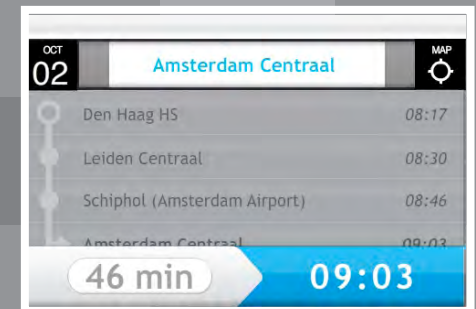 OCT
02
Amsterdam Centraal
MAP
Den Haag HS 08:17
Leiden Centraal 08:30
Schiphol (Amsterdam Airport) 08:46
Amsterdam Centraal 09:03
46 min 09:03